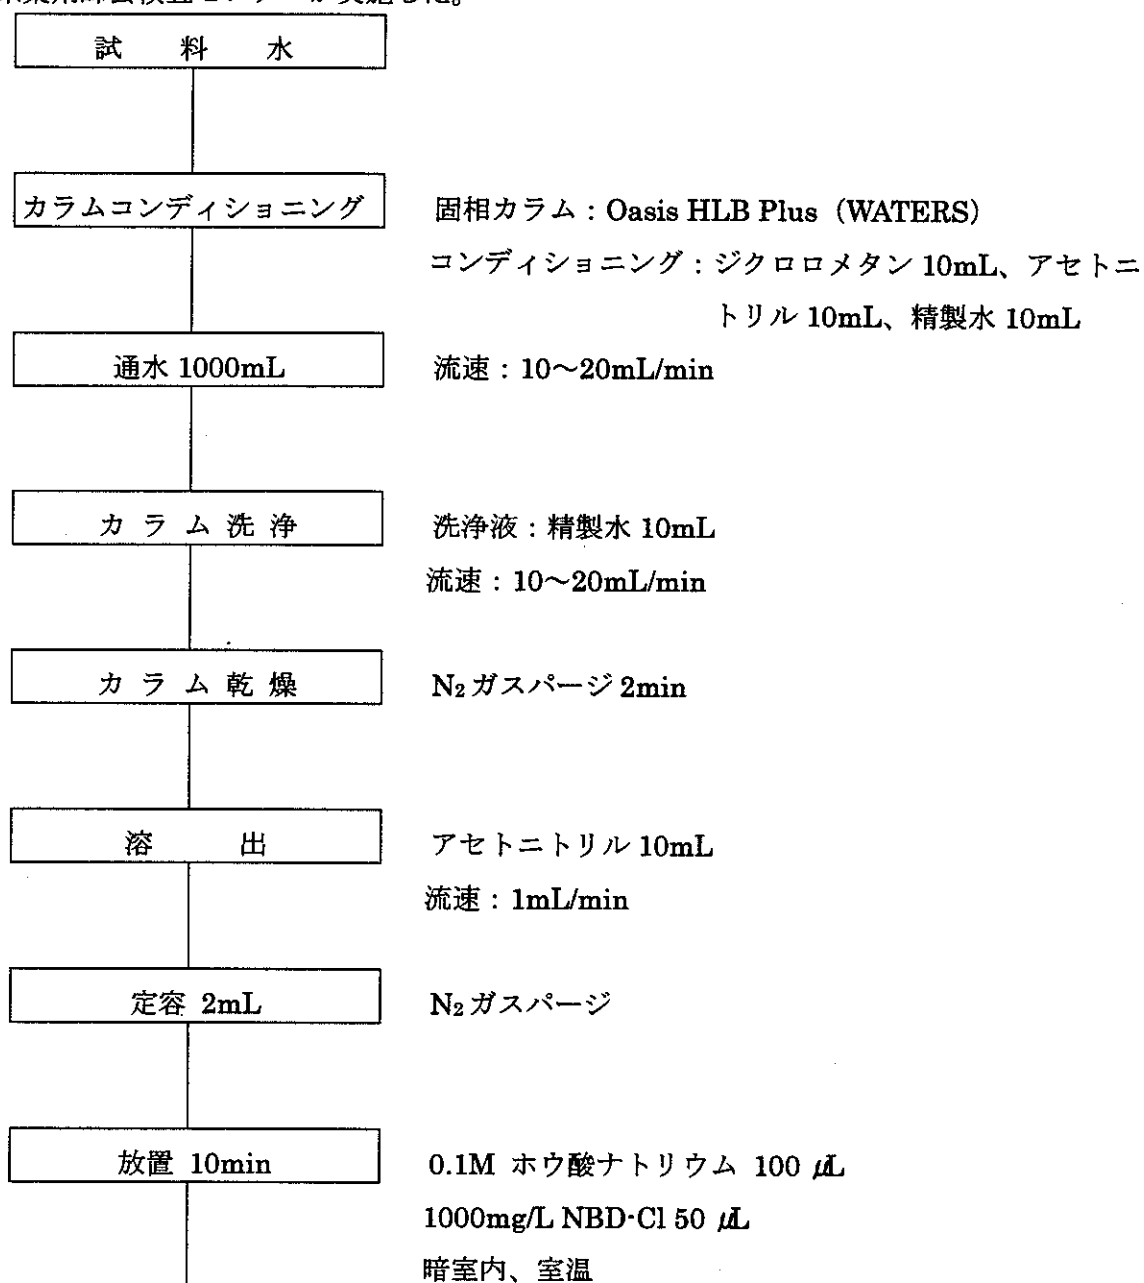 試料水
カラムコンディショニング
固相カラム：Oasis HLB Plus（WATERS）
コンディショニング：ジクロロメタン 10mL、アセトニ
トリル 10mL、精製水 10mL
通水 1000mL
流速：10～20mL/min
カラム洗浄
洗浄液：精製水 10mL
流速：10～20mL/min
カラム乾燥
N₂ガスパージ 2min
溶出
アセトニトリル 10mL
流速：1mL/min
定容 2mL
N₂ガスパージ
放置 10min
0.1M ホウ酸ナトリウム 100 μL
1000mg/L NBD-Cl 50 μL
暗室内、室温